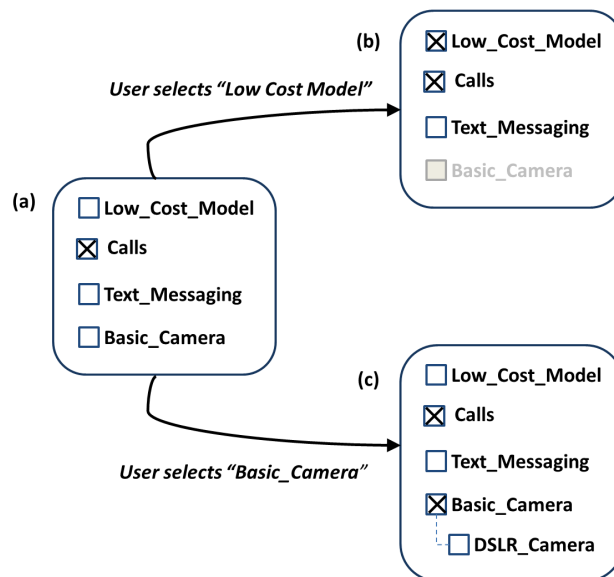 (b)
Low_Cost_Model
Calls
Text_Messaging
Basic_Camera
User selects “Low Cost Model”
(a)
Low_Cost_Model
Calls
Text_Messaging
Basic_Camera
(c)
Low_Cost_Model
Calls
Text_Messaging
Basic_Camera
DSLR_Camera
User selects “Basic_Camera”